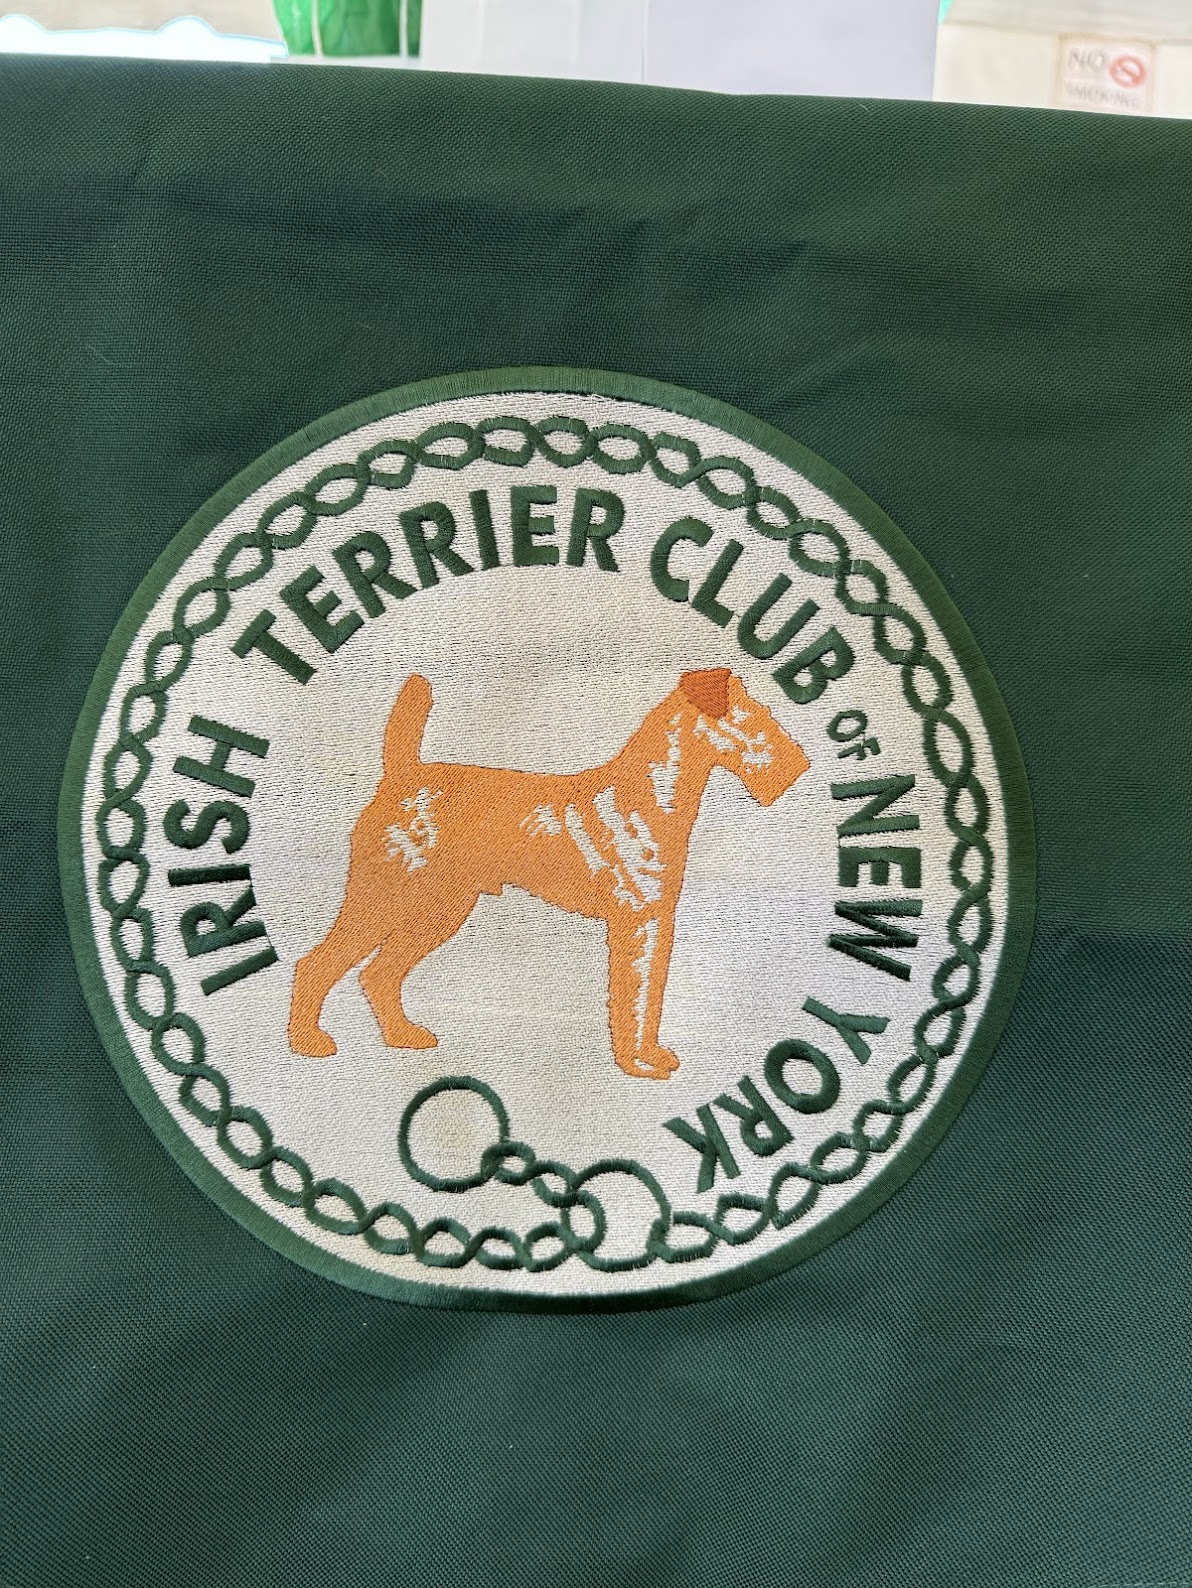 NO
SMOKING
IRISH TERRIER CLUB OF NEW YORK